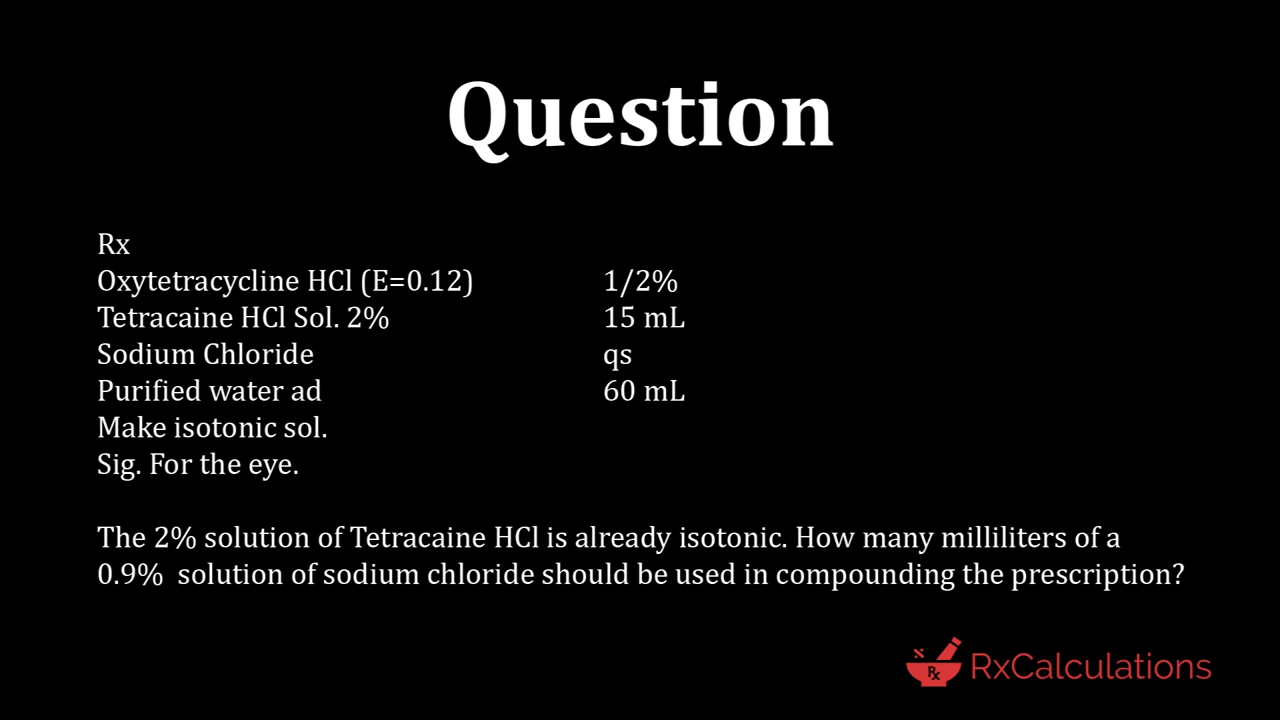 Question
Rx
Oxytetracycline HCl (E=0.12) 1/2%
Tetracaine HCl Sol. 2% 15 mL
Sodium Chloride qs
Purified water ad 60 mL
Make isotonic sol.
Sig. For the eye.
The 2% solution of Tetracaine HCl is already isotonic. How many milliliters of a
0.9% solution of sodium chloride should be used in compounding the prescription?
Rx RxCalculations